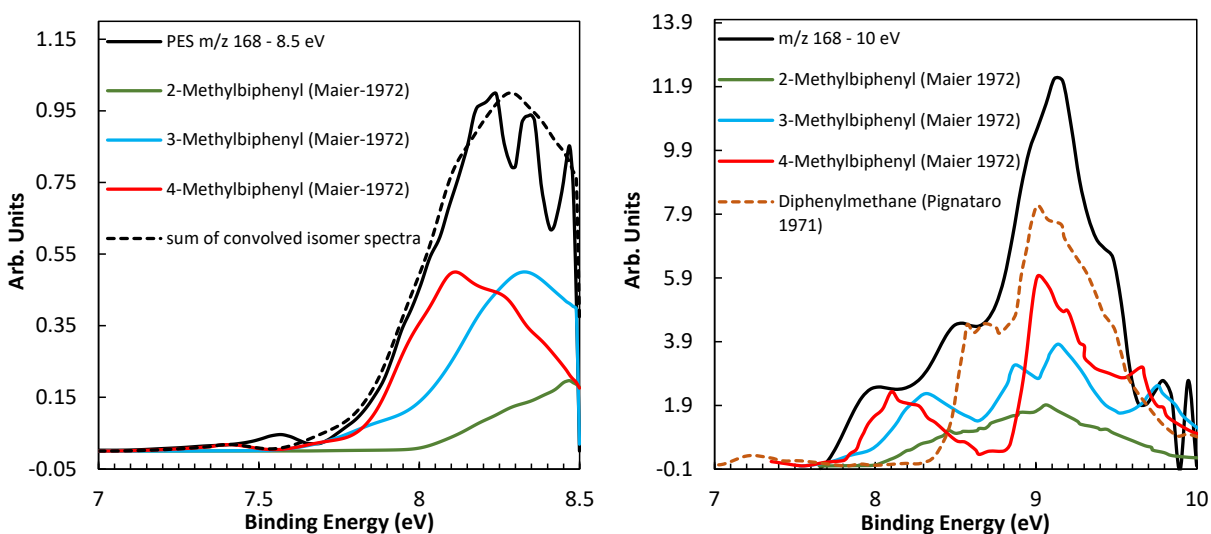 1.15
0.95
0.75
0.55
0.35
0.15
-0.05
Arb. Units
PES m/z 168 - 8.5 eV
2-Methylbiphenyl (Maier-1972)
3-Methylbiphenyl (Maier-1972)
4-Methylbiphenyl (Maier-1972)
sum of convolved isomer spectra
7
7.5
8
8.5
Binding Energy (eV)
13.9
11.9
9.9
7.9
5.9
3.9
1.9
-0.1
Arb. Units
m/z 168 - 10 eV
2-Methylbiphenyl (Maier 1972)
3-Methylbiphenyl (Maier 1972)
4-Methylbiphenyl (Maier 1972)
Diphenylmethane (Pignataro
1971)
7
8
9
10
Binding Energy (eV)